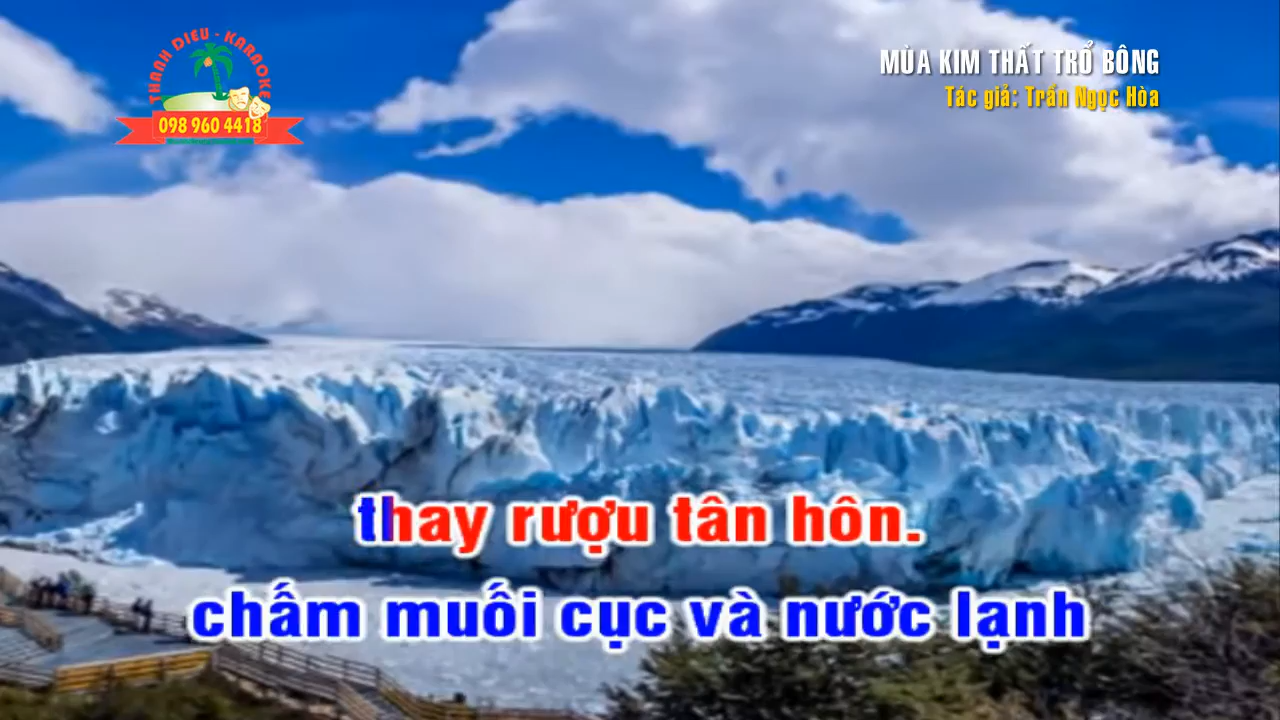 THANH DIEU - KARAOKE
098 960 4418
MÙA KIM THẤT TRỔ BÔNG
Tác giả: Trần Ngọc Hòa
thay rượu tân hôn.
chấm muối cục và nước lạnh